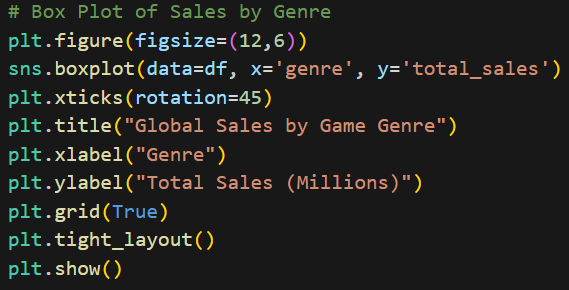 # Box Plot of Sales by Genre
plt.figure(figsize=(12,6))
sns.boxplot(data=df, x='genre', y='total_sales')
plt.xticks(rotation=45)
plt.title("Global Sales by Game Genre")
plt.xlabel("Genre")
plt.ylabel("Total Sales (Millions)")
plt.grid(True)
plt.tight_layout()
plt.show()